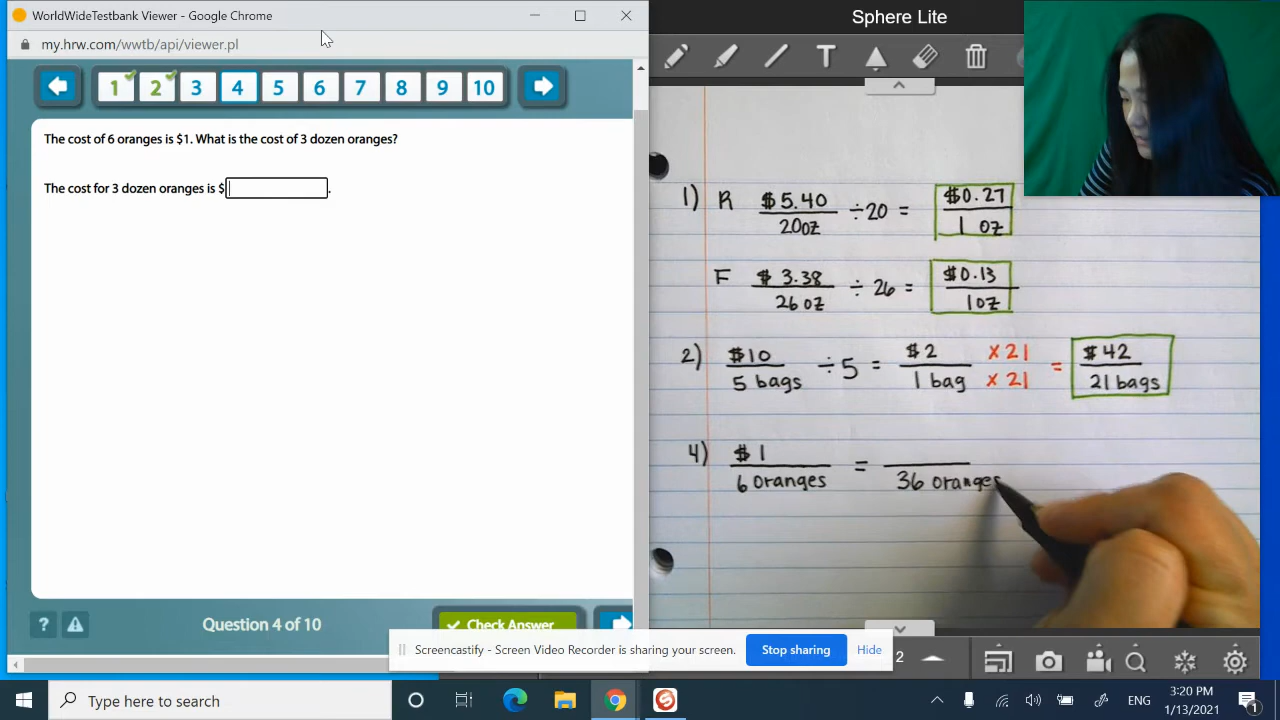 WorldWideTestbank Viewer - Google Chrome
my.hrw.com/wwtb/api/viewer.pl
1 2 3 4 5 6 7 8 9 10
The cost of 6 oranges is $1. What is the cost of 3 dozen oranges?
The cost for 3 dozen oranges is $ .
? Question 4 of 10 Check Answer
Sphere Lite
T
1) R $5.40 ÷20 = $0.27
20oz 1 oz
F $3.38 ÷ 26 = $0.13
26 oz 1oz
2) $10 ÷5 = $2 x 21 = $42
5 bags 1 bag x 21 21 bags
4) $1 =
6 oranges 36 oranges
2
Screencastify - Screen Video Recorder is sharing your screen. Stop sharing Hide
Type here to search
ENG
3:20 PM
1/13/2021
1